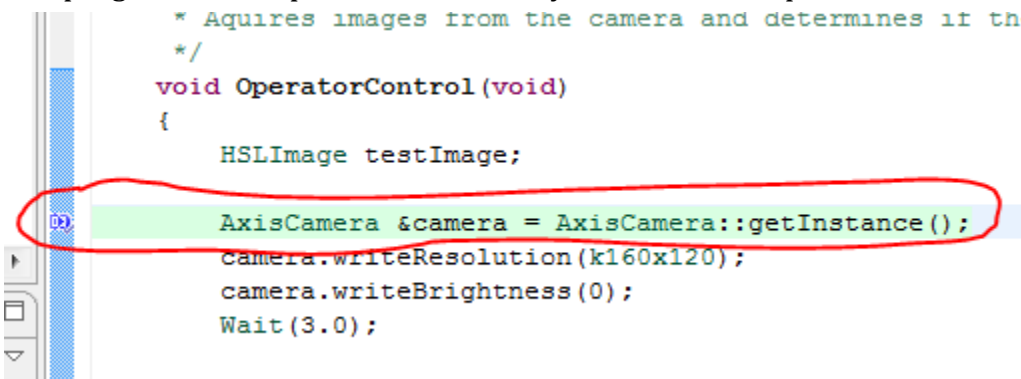 * Aquires images from the camera and determines if th
*/
void OperatorControl(void)
{
HSLImage testImage;
AxisCamera &camera = AxisCamera::getInstance();
camera.writeResolution(k160x120);
camera.writeBrightness(0);
Wait(3.0);